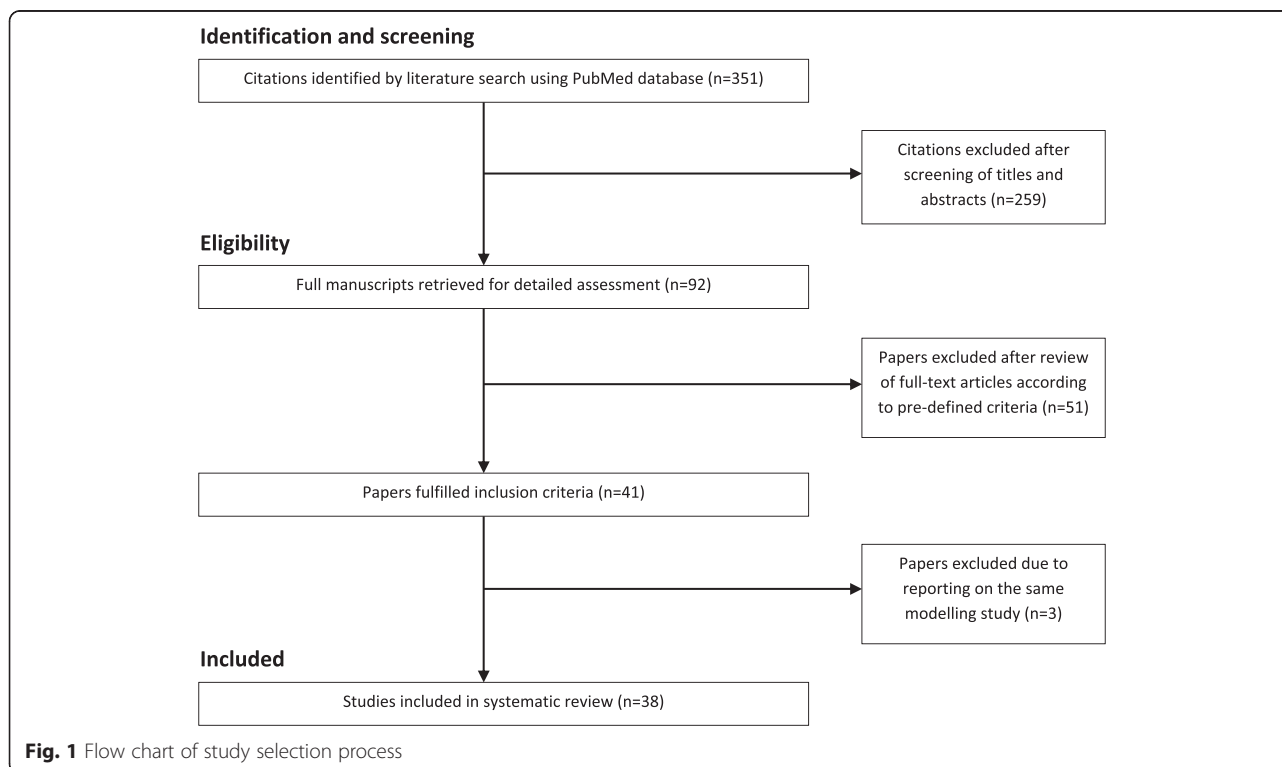 Identification and screening
Citations identified by literature search using PubMed database (n=351)
Citations excluded after
screening of titles and
abstracts (n=259)
Eligibility
Full manuscripts retrieved for detailed assessment (n=92)
Papers excluded after review
of full-text articles according
to pre-defined criteria (n=51)
Papers fulfilled inclusion criteria (n=41)
Papers excluded due to
reporting on the same
modelling study (n=3)
Included
Studies included in systematic review (n=38)
Fig. 1 Flow chart of study selection process